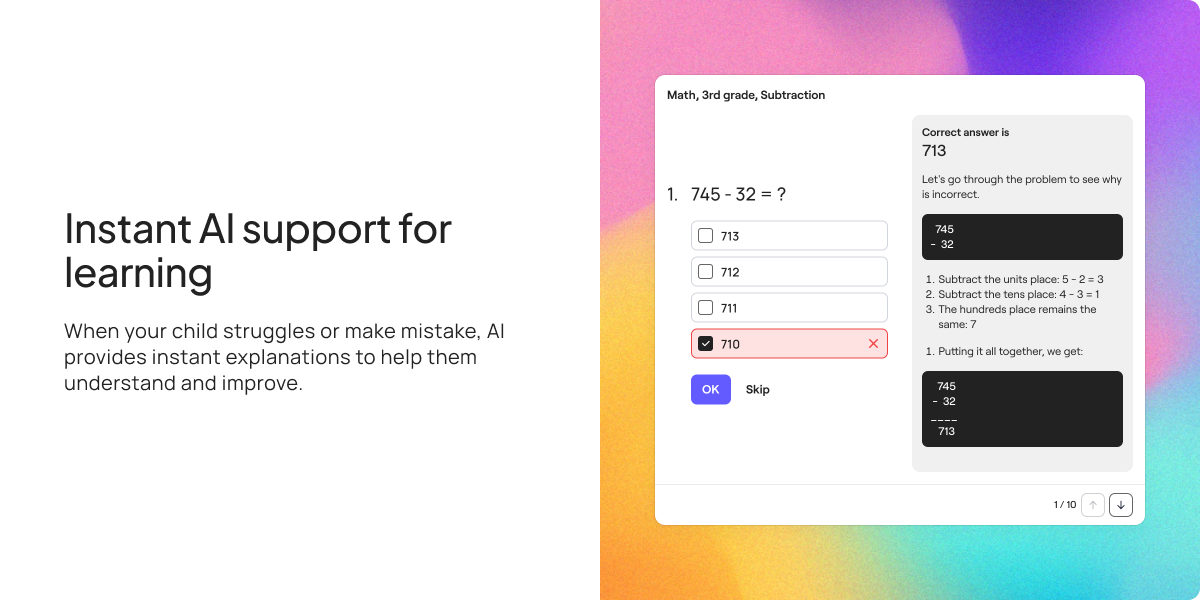 Instant AI support for
learning
When your child struggles or make mistake, AI
provides instant explanations to help them
understand and improve.
Math, 3rd grade, Subtraction
1. 745 - 32 = ?
713
712
711
710
OK Skip
Correct answer is
713
Let's go through the problem to see why
is incorrect.
745
- 32
1. Subtract the units place: 5 - 2 = 3
2. Subtract the tens place: 4 - 3 = 1
3. The hundreds place remains the
same: 7
1. Putting it all together, we get:
745
- 32
____
713
1 / 10